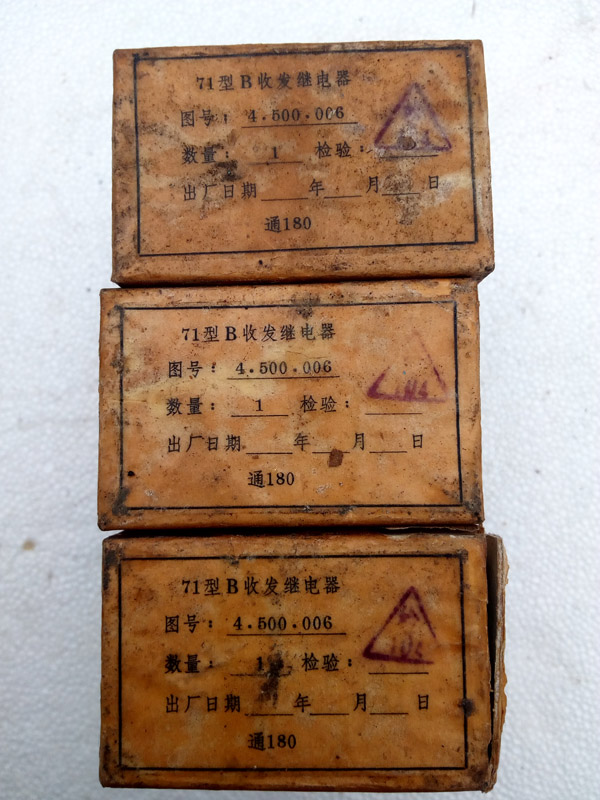 71型B收发继电器
图号：4.500.006
数量：1 检验：
出厂日期 年 月 日
通180
71型B收发继电器
图号：4.500.006
数量：1 检验：
104
出厂日期 年 月 日
通180
71型B收发继电器
图号：4.500.006
数量：1 检验：
出厂日期 年 月 日
通180